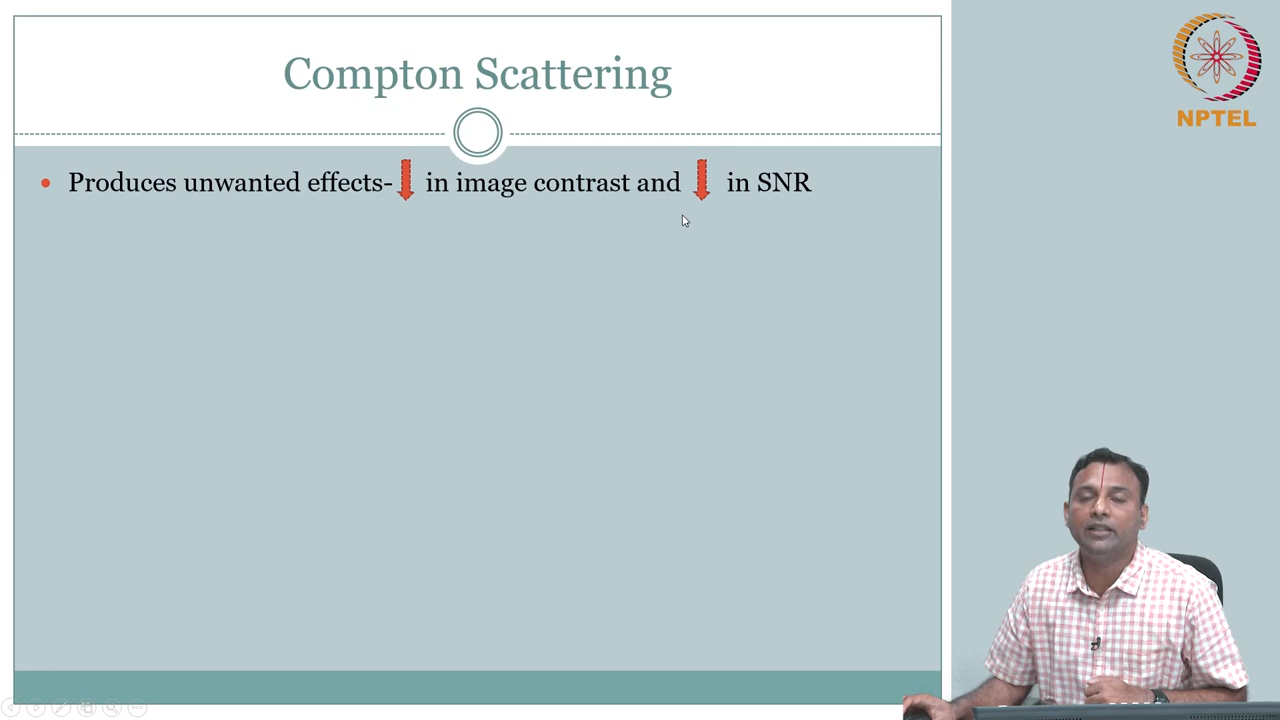 Compton Scattering
NPTEL
• Produces unwanted effects- in image contrast and in SNR